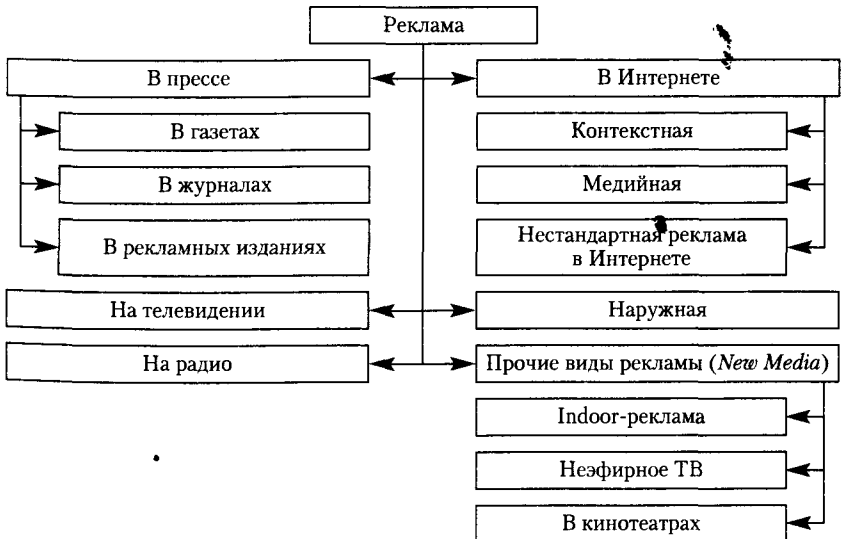 Реклама
В прессе
В газетах
В журналах
В рекламных изданиях
На телевидении
На радио
В Интернете
Контекстная
Медийная
Нестандартная реклама
в Интернете
Наружная
Прочие виды рекламы (New Media)
Indoor-реклама
Неэфирное ТВ
В кинотеатрах